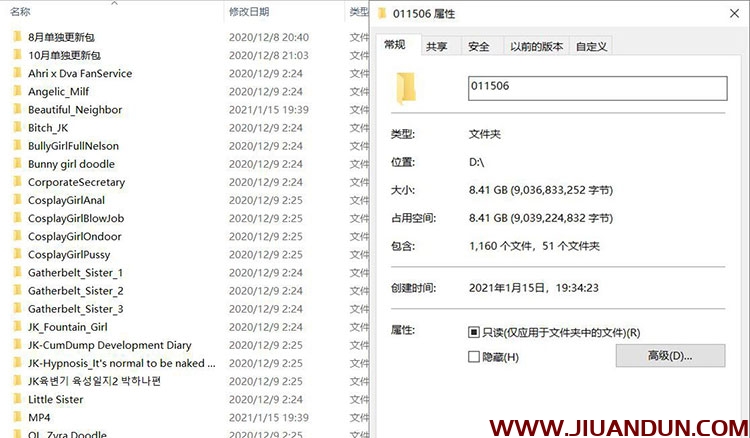 名称 修改日期 类型
8月单独更新包 2020/12/8 20:40 文件
10月单独更新包 2020/12/8 21:03 文件
Ahri x Dva FanService 2020/12/9 2:24 文件
Angelic_Milf 2020/12/9 2:24 文件
Beautiful_Neighbor 2021/1/15 19:39 文件
Bitch_JK 2020/12/9 2:24 文件
BullyGirlFullNelson 2020/12/9 2:24 文件
Bunny girl doodle 2020/12/9 2:24 文件
CorporateSecretary 2020/12/9 2:24 文件
CosplayGirlAnal 2020/12/9 2:25 文件
CosplayGirlBlowJob 2020/12/9 2:24 文件
CosplayGirlOndoor 2020/12/9 2:25 文件
CosplayGirlPussy 2020/12/9 2:25 文件
Gatherbelt_Sister_1 2020/12/9 2:24 文件
Gatherbelt_Sister_2 2020/12/9 2:24 文件
Gatherbelt_Sister_3 2020/12/9 2:24 文件
JK_Fountain_Girl 2020/12/9 2:24 文件
JK-CumDump Development Diary 2020/12/9 2:25 文件
JK-Hypnosis_It's normal to be naked ... 2020/12/9 2:25 文件
JK육변기 육성일지2 박하나편 2020/12/9 2:25 文件
Little Sister 2020/12/9 2:24 文件
MP4 2021/1/15 19:39 文件
OL_Zyra Doodle 2020/12/9 2:24 文件
011506 属性
常规 共享 安全 以前的版本 自定义
011506
类型: 文件夹
位置: D:\
大小: 8.41 GB (9,036,833,252 字节)
占用空间: 8.41 GB (9,039,224,832 字节)
包含: 1,160 个文件，51 个文件夹
创建时间: 2021年1月15日，19:34:23
属性: 只读(仅应用于文件夹中的文件)(R)
隐藏(H) 高级(D)...
WWW.JIUANDUN.COM